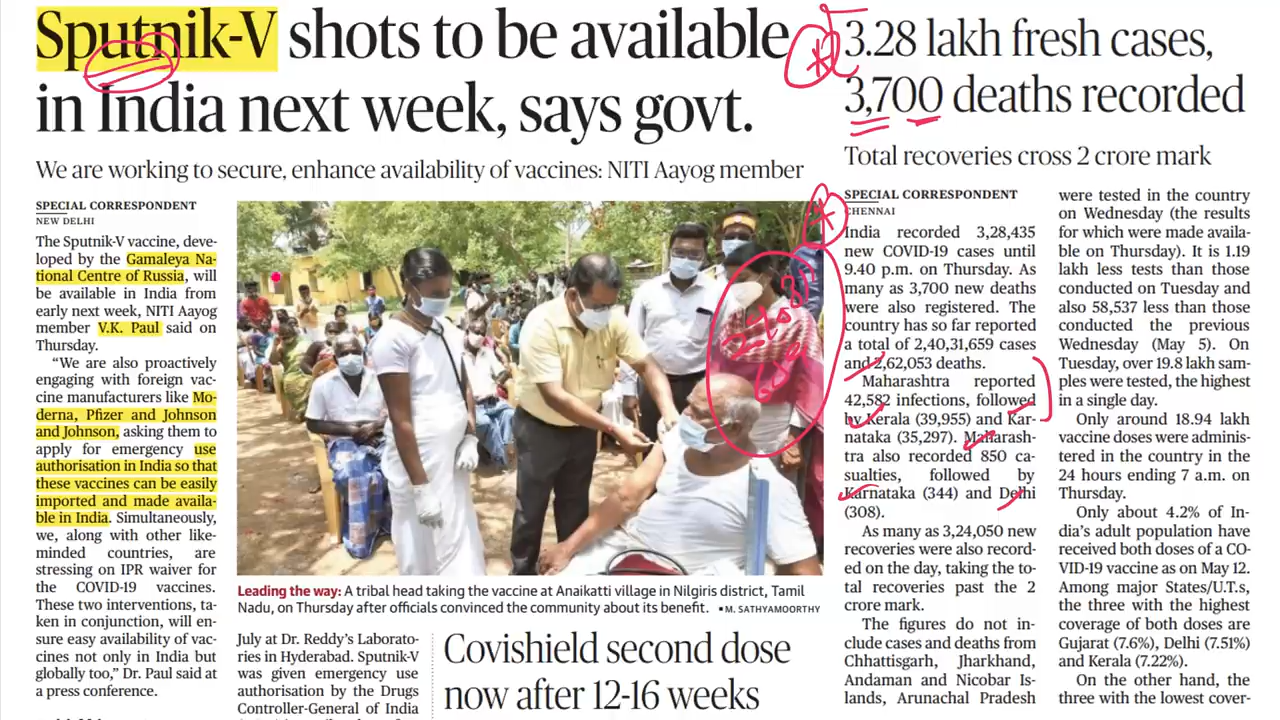 Sputnik-V shots to be available
in India next week, says govt.
We are working to secure, enhance availability of vaccines: NITI Aayog member
SPECIAL CORRESPONDENT
NEW DELHI
The Sputnik-V vaccine, deve-
loped by the Gamaleya Na-
tional Centre of Russia, will
be available in India from
early next week, NITI Aayog
member V.K. Paul said on
Thursday.
“We are also proactively
engaging with foreign vac-
cine manufacturers like Mo-
derna, Pfizer and Johnson
and Johnson, asking them to
apply for emergency use
authorisation in India so that
these vaccines can be easily
imported and made availa-
ble in India. Simultaneously,
we, along with other like-
minded countries, are
stressing on IPR waiver for
the COVID-19 vaccines.
These two interventions, ta-
ken in conjunction, will en-
sure easy availability of vac-
cines not only in India but
globally too,” Dr. Paul said at
a press conference.
Leading the way: A tribal head taking the vaccine at Anaikatti village in Nilgiris district, Tamil
Nadu, on Thursday after officials convinced the community about its benefit. ▪ M. SATHYAMOORTHY
July at Dr. Reddy’s Laborato-
ries in Hyderabad. Sputnik-V
was given emergency use
authorisation by the Drugs
Controller-General of India
Covishield second dose
now after 12-16 weeks
3.28 lakh fresh cases,
3,700 deaths recorded
Total recoveries cross 2 crore mark
SPECIAL CORRESPONDENT
CHENNAI
India recorded 3,28,435
new COVID-19 cases until
9.40 p.m. on Thursday. As
many as 3,700 new deaths
were also registered. The
country has so far reported
a total of 2,40,31,659 cases
and 2,62,053 deaths.
Maharashtra reported
42,582 infections, followed
by Kerala (39,955) and Kar-
nataka (35,297). Maharash-
tra also recorded 850 ca-
sualties, followed by
Karnataka (344) and Delhi
(308).
As many as 3,24,050 new
recoveries were also record-
ed on the day, taking the to-
tal recoveries past the 2
crore mark.
The figures do not in-
clude cases and deaths from
Chhattisgarh, Jharkhand,
Andaman and Nicobar Is-
lands, Arunachal Pradesh
were tested in the country
on Wednesday (the results
for which were made availa-
ble on Thursday). It is 1.19
lakh less tests than those
conducted on Tuesday and
also 58,537 less than those
conducted the previous
Wednesday (May 5). On
Tuesday, over 19.8 lakh sam-
ples were tested, the highest
in a single day.
Only around 18.94 lakh
vaccine doses were adminis-
tered in the country in the
24 hours ending 7 a.m. on
Thursday.
Only about 4.2% of In-
dia’s adult population have
received both doses of a CO-
VID-19 vaccine as on May 12.
Among major States/U.T.s,
the three with the highest
coverage of both doses are
Gujarat (7.6%), Delhi (7.51%)
and Kerala (7.22%).
On the other hand, the
three with the lowest cover-